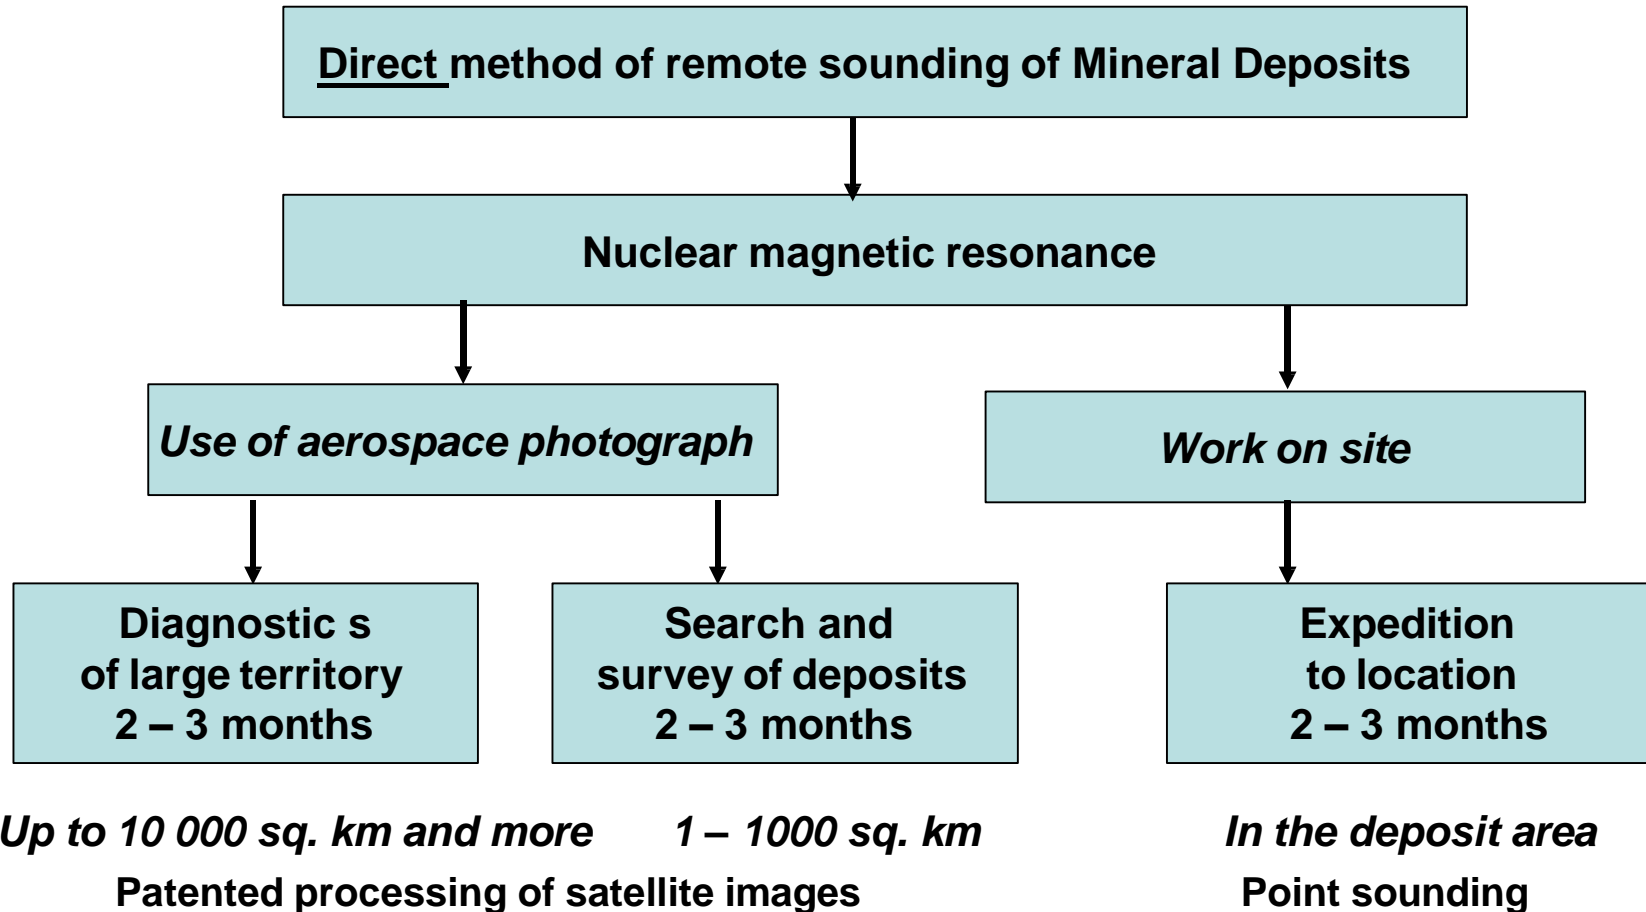 Direct method of remote sounding of Mineral Deposits
Nuclear magnetic resonance
Use of aerospace photograph
Work on site
Diagnostic s
of large territory
2 – 3 months
Search and
survey of deposits
2 – 3 months
Expedition
to location
2 – 3 months
Up to 10 000 sq. km and more
1 – 1000 sq. km
In the deposit area
Patented processing of satellite images
Point sounding